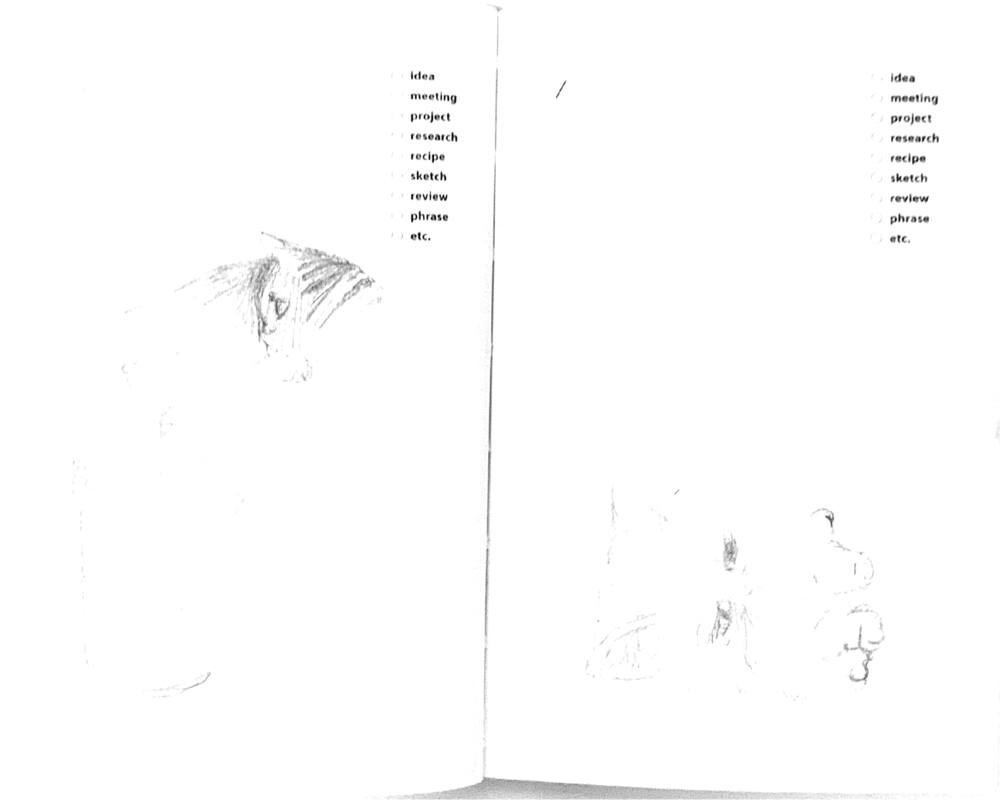 idea
meeting
project
research
recipe
sketch
review
phrase
etc.
idea
meeting
project
research
recipe
sketch
review
phrase
etc.